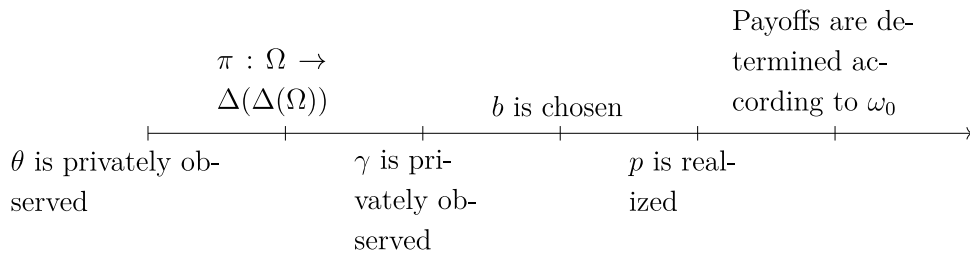 θ is privately ob-
served
π : Ω →
Δ(Δ(Ω))
γ is pri-
vately ob-
served
b is chosen
p is real-
ized
Payoffs are de-
termined ac-
cording to ω₀